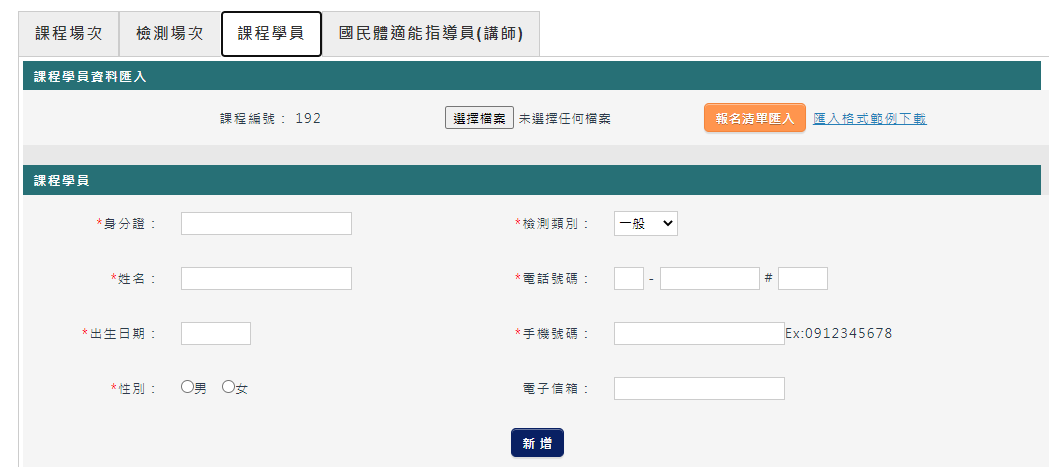 課程場次 檢測場次 課程學員 國民體適能指導員(講師)
課程學員資料匯入
課程編號： 192 選擇檔案 未選擇任何檔案 報名清單匯入 匯入格式範例下載
課程學員
*身分證： *檢測類別： 一般
*姓名： *電話號碼： - #
*出生日期： *手機號碼： Ex:0912345678
*性別： 男 女 電子信箱：
新增